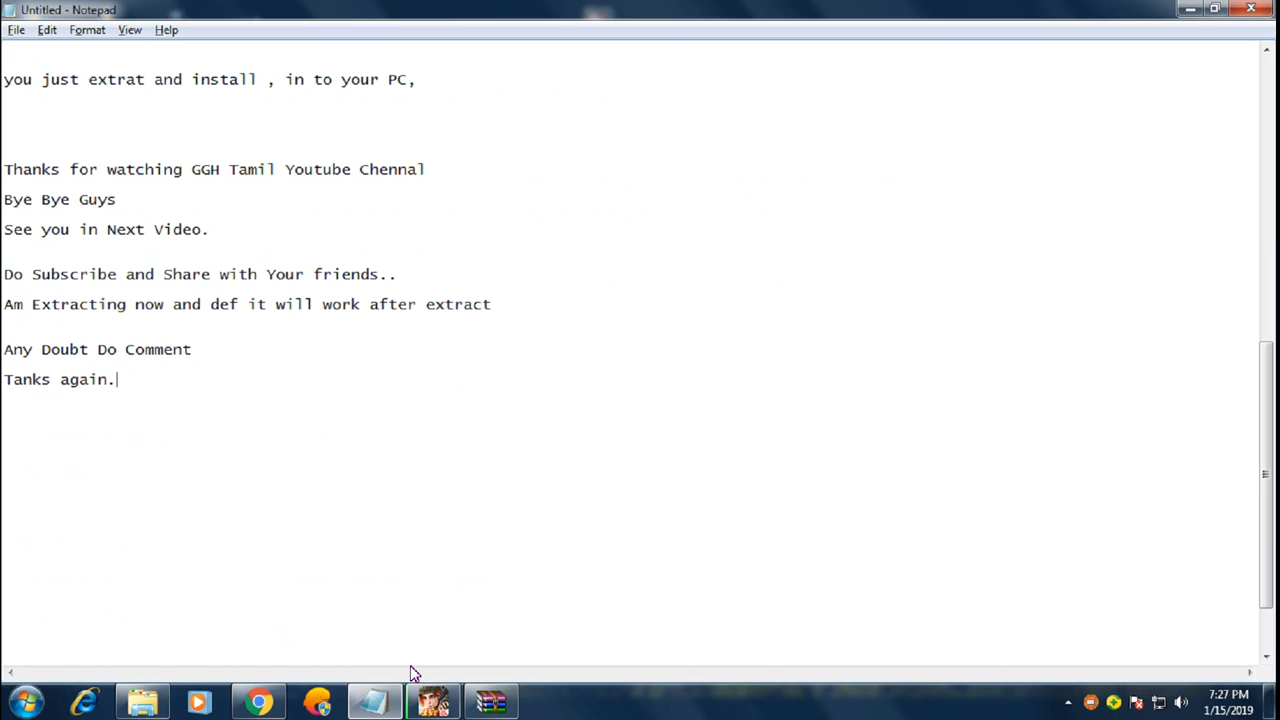 Untitled - Notepad
File Edit Format View Help
you just extrat and install , in to your PC,
Thanks for watching GGH Tamil Youtube Chennal
Bye Bye Guys
See you in Next Video.
Do Subscribe and Share with Your friends..
Am Extracting now and def it will work after extract
Any Doubt Do Comment
Tanks again.
7:27 PM
1/15/2019